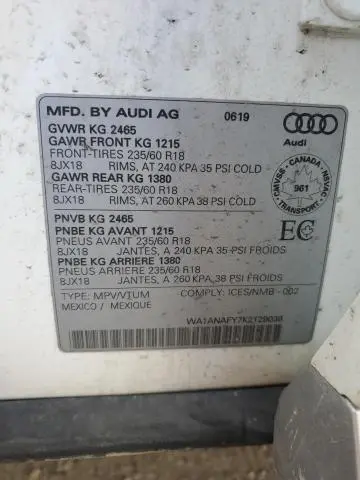 MFD. BY AUDI AG 0619
GVWR KG 2465
GAWR FRONT KG 1215
FRONT-TIRES 235/60 R18
8JX18 RIMS, AT 240 KPA 35 PSI COLD
GAWR REAR KG 1380
REAR-TIRES 235/60 R18
8JX18 RIMS, AT 260 KPA 38 PSI COLD
Audi
CMVSS - CANADA - NSVAC
961
TRANSPORT
PNVB KG 2465
PNBE KG AVANT 1215
PNEUS AVANT 235/60 R18
8JX18 JANTES, A 240 KPA 35 PSI FROIDS
PNBE KG ARRIERE 1380
PNEUS ARRIERE 235/60 R18
8JX18 JANTES, A 260 KPA 38 PSI FROIDS
EC
TYPE: MPV/VTUM COMPLY: ICES/NMB - 002
MEXICO / MEXIQUE